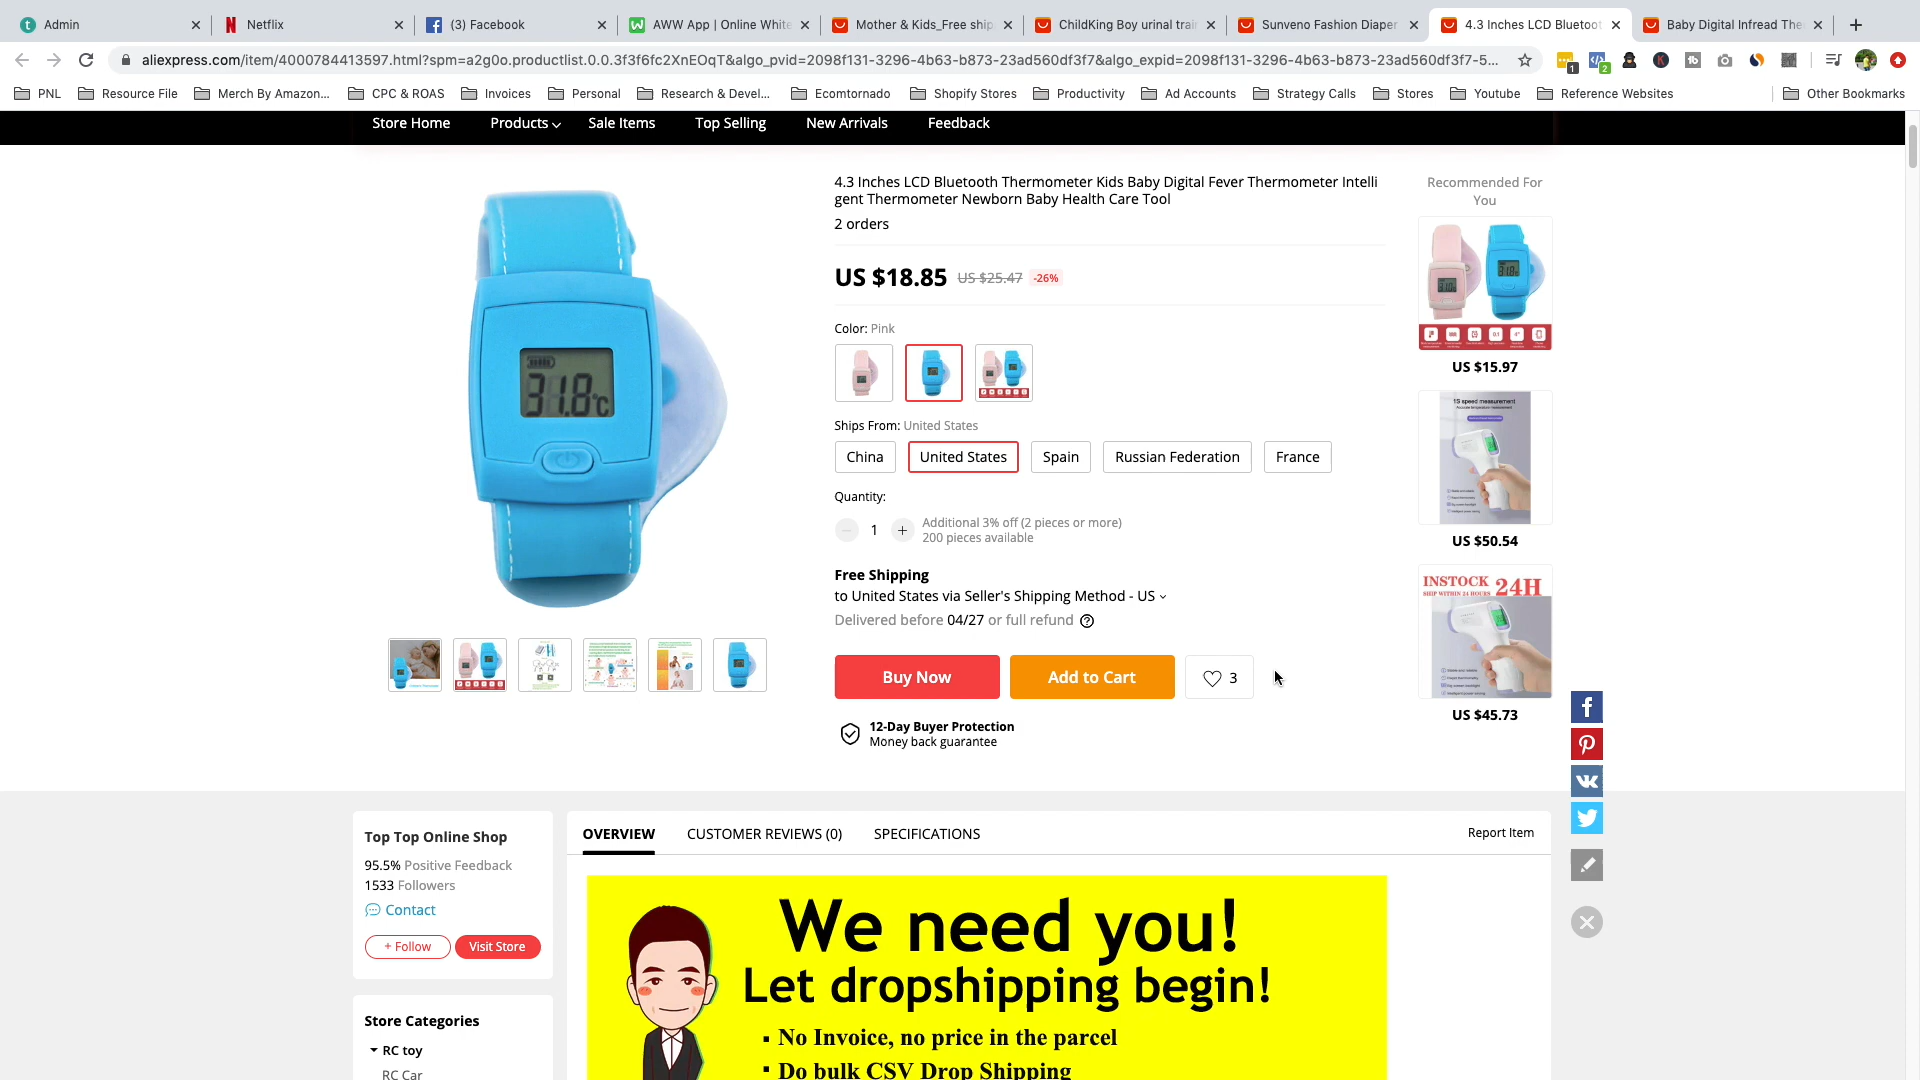 Admin
Netflix
(3) Facebook
AWW App | Online White
Mother & Kids_Free ship
ChildKing Boy urinal train
Sunveno Fashion Diaper
4.3 Inches LCD Bluetoot
Baby Digital Infread The
aliexpress.com/item/4000784413597.html?spm=a2g0o.productlist.0.0.3f3f6fc2XnEOqT&algo_pvid=2098f131-3296-4b63-b873-23ad560df3f7&algo_expid=2098f131-3296-4b63-b873-23ad560df3f7-5...
PNL
Resource File
Merch By Amazon...
CPC & ROAS
Invoices
Personal
Research & Devel...
Ecomtornado
Shopify Stores
Productivity
Ad Accounts
Strategy Calls
Stores
Youtube
Reference Websites
Other Bookmarks
Store Home
Products
Sale Items
Top Selling
New Arrivals
Feedback
31.8°C
4.3 Inches LCD Bluetooth Thermometer Kids Baby Digital Fever Thermometer Intelli
gent Thermometer Newborn Baby Health Care Tool
2 orders
US $18.85 US $25.47 -26%
Color: Pink
Ships From: United States
China
United States
Spain
Russian Federation
France
Quantity:
1
Additional 3% off (2 pieces or more)
200 pieces available
Free Shipping
to United States via Seller's Shipping Method - US
Delivered before 04/27 or full refund
Buy Now
Add to Cart
3
12-Day Buyer Protection
Money back guarantee
Recommended For
You
US $15.97
1S speed measurement
US $50.54
INSTOCK 24H
SHIP WITHIN 24 HOURS
US $45.73
Top Top Online Shop
95.5% Positive Feedback
1533 Followers
Contact
+ Follow
Visit Store
Store Categories
RC toy
RC Car
OVERVIEW
CUSTOMER REVIEWS (0)
SPECIFICATIONS
Report Item
We need you!
Let dropshipping begin!
▪ No Invoice, no price in the parcel
▪ Do bulk CSV Drop Shipping